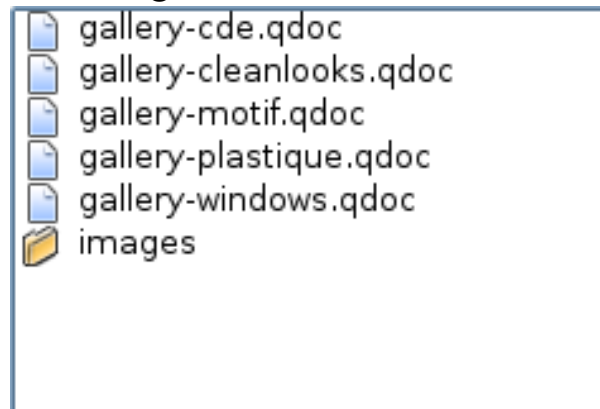 gallery-cde.qdoc
gallery-cleanlooks.qdoc
gallery-motif.qdoc
gallery-plastique.qdoc
gallery-windows.qdoc
images